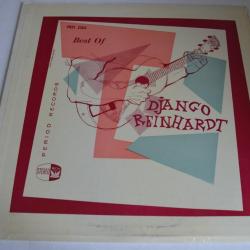 Best Of
DJANGO
REINHARDT
PERIOD RECORDS